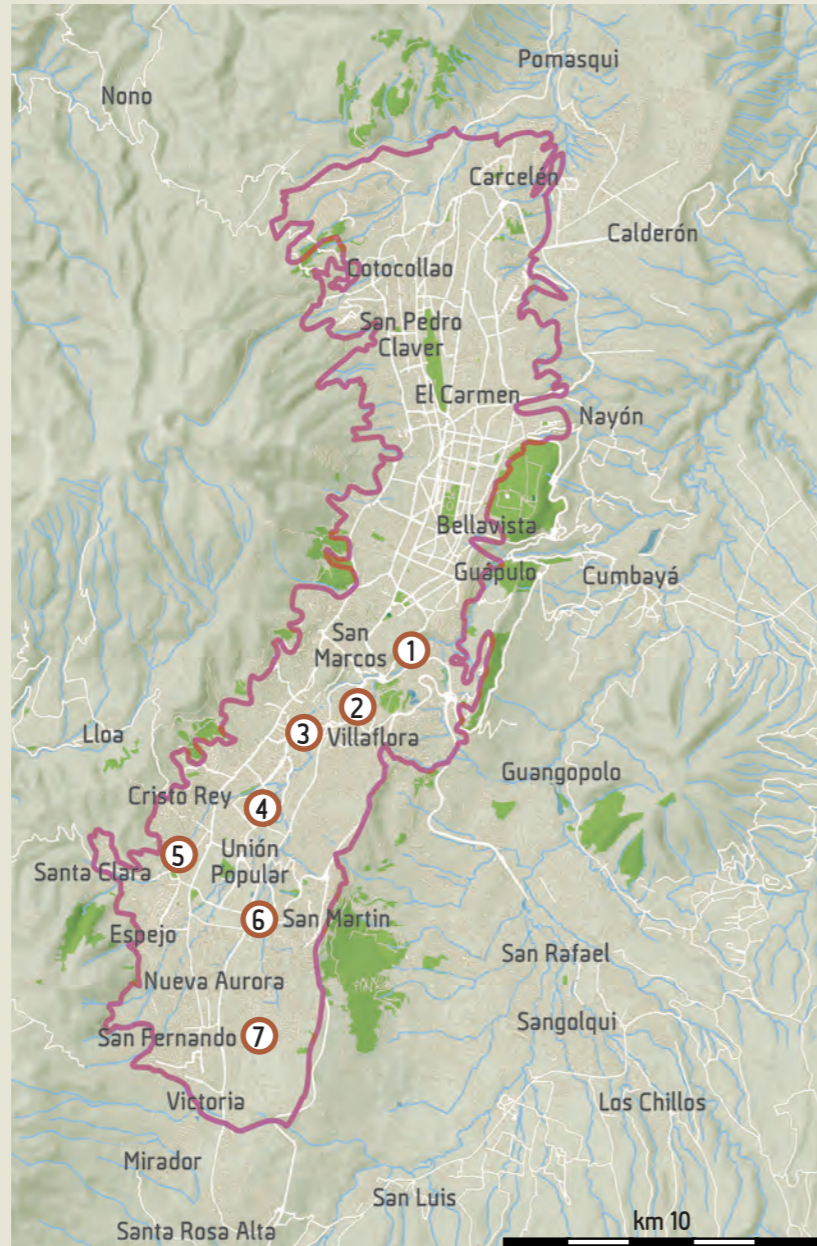 Pomasqui
Nono
Carcelén
Calderón
Cotocollao
San Pedro
Claver
El Carmen
Nayón
Bellavista
Guápulo
Cumbayá
San
Marcos
1
2
3
Villaflora
Lloa
Guangopolo
Cristo Rey
4
5
Unión
Popular
Santa Clara
6
San Martin
Espejo
San Rafael
Nueva Aurora
Sangolqui
San Fernando
7
Victoria
Los Chillos
Mirador
San Luis
Santa Rosa Alta
km 10